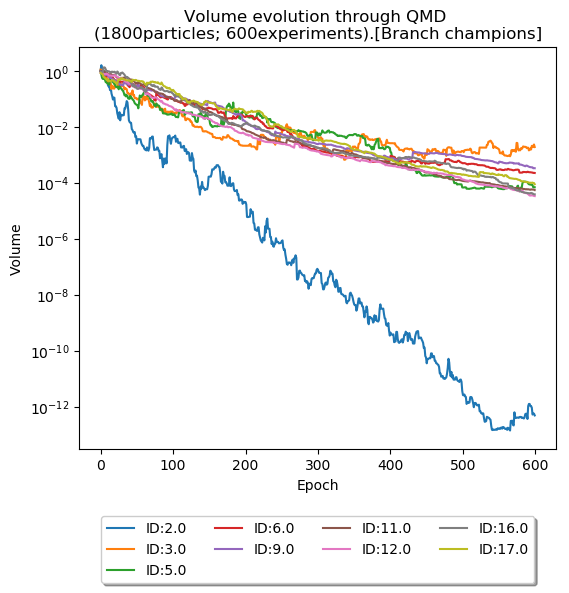 Volume evolution through QMD
(1800particles; 600experiments).[Branch champions]
Volume
10^0
10^-2
10^-4
10^-6
10^-8
10^-10
10^-12
0 100 200 300 400 500 600
Epoch
ID:2.0 ID:6.0 ID:11.0 ID:16.0
ID:3.0 ID:9.0 ID:12.0 ID:17.0
ID:5.0